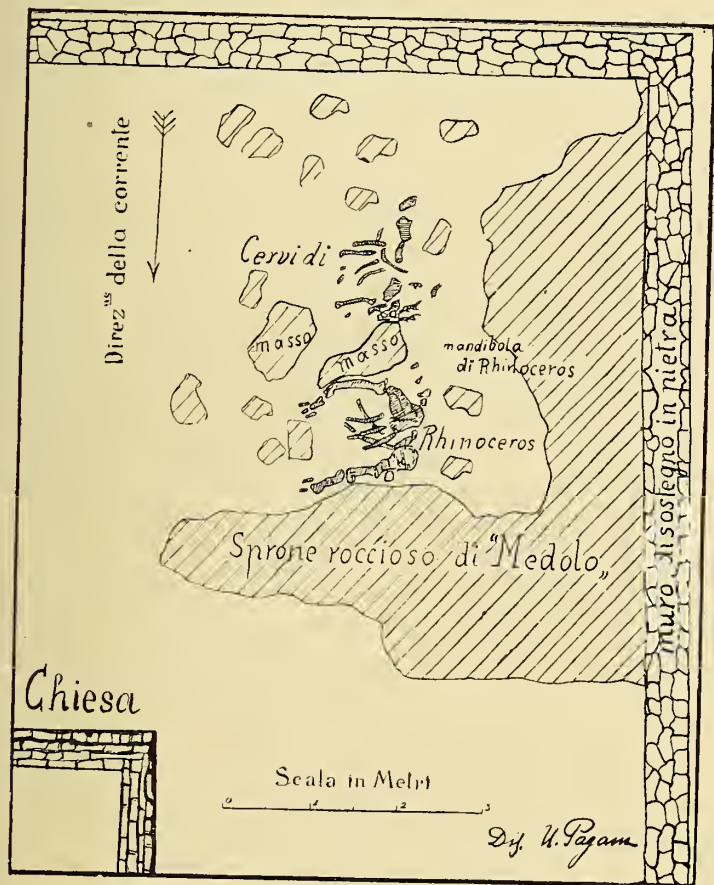 Direz.ne della corrente
Cervidi
masso
masso
mandibola
di Rhinoceros
Rhinoceros
Sprone roccioso di "Medolo„
muro di sostegno in pietra
Chiesa
Scala in Metri
0 1 2 3
Dis. U. Pagani